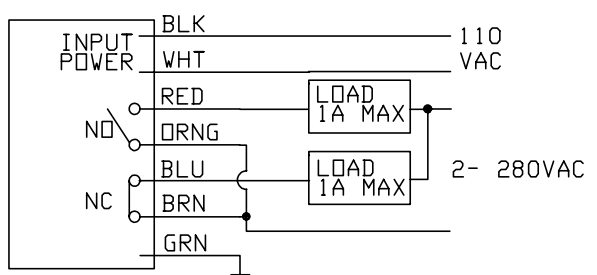 BLK
INPUT
POWER
110
VAC
WHT
RED
LOAD
1A MAX
NO
ORNG
BLU
LOAD
1A MAX
2- 280VAC
NC
BRN
GRN